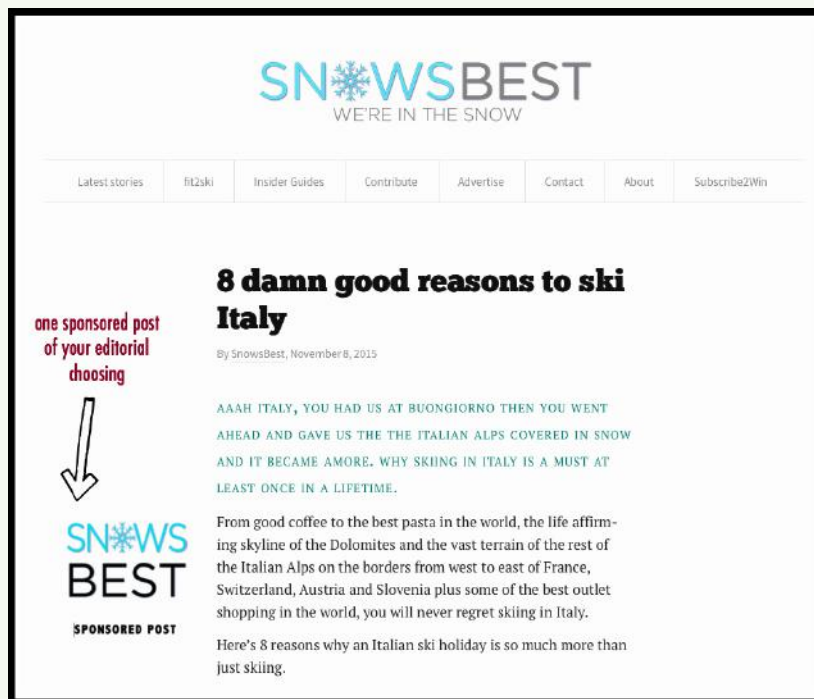 SNOWSBEST
WE'RE IN THE SNOW
Latest stories fit2ski Insider Guides Contribute Advertise Contact About Subscribe2Win
8 damn good reasons to ski
Italy
By SnowsBest, November 8, 2015
one sponsored post
of your editorial
choosing
AAAH ITALY, YOU HAD US AT BUONGIORNO THEN YOU WENT
AHEAD AND GAVE US THE THE ITALIAN ALPS COVERED IN SNOW
AND IT BECAME AMORE. WHY SKIING IN ITALY IS A MUST AT
LEAST ONCE IN A LIFETIME.
From good coffee to the best pasta in the world, the life affirm-
ing skyline of the Dolomites and the vast terrain of the rest of
the Italian Alps on the borders from west to east of France,
Switzerland, Austria and Slovenia plus some of the best outlet
shopping in the world, you will never regret skiing in Italy.
Here's 8 reasons why an Italian ski holiday is so much more than
just skiing.
SNOWS
BEST
SPONSORED POST